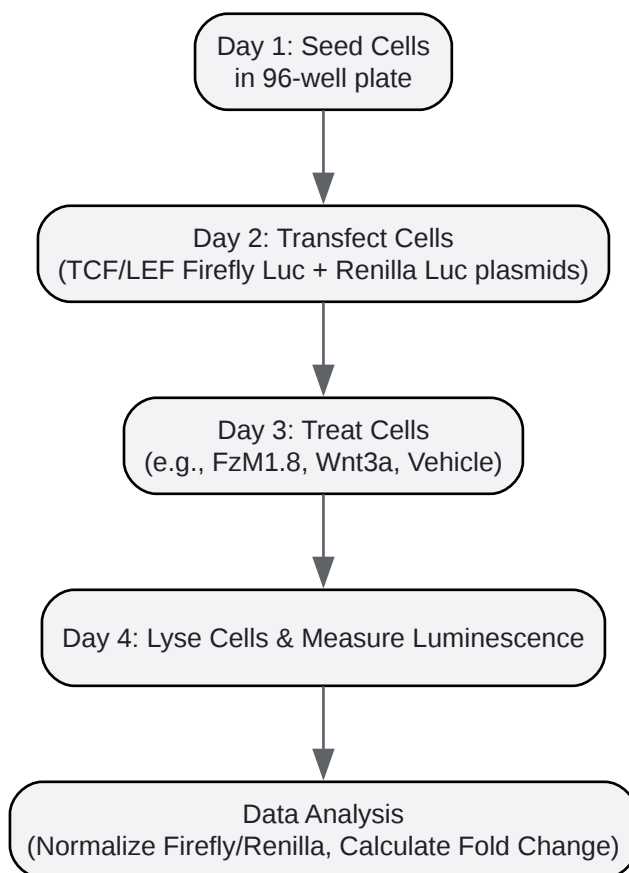 Day 1: Seed Cells
in 96-well plate
Day 2: Transfect Cells
(TCF/LEF Firefly Luc + Renilla Luc plasmids)
Day 3: Treat Cells
(e.g., FzM1.8, Wnt3a, Vehicle)
Day 4: Lyse Cells & Measure Luminescence
Data Analysis
(Normalize Firefly/Renilla, Calculate Fold Change)